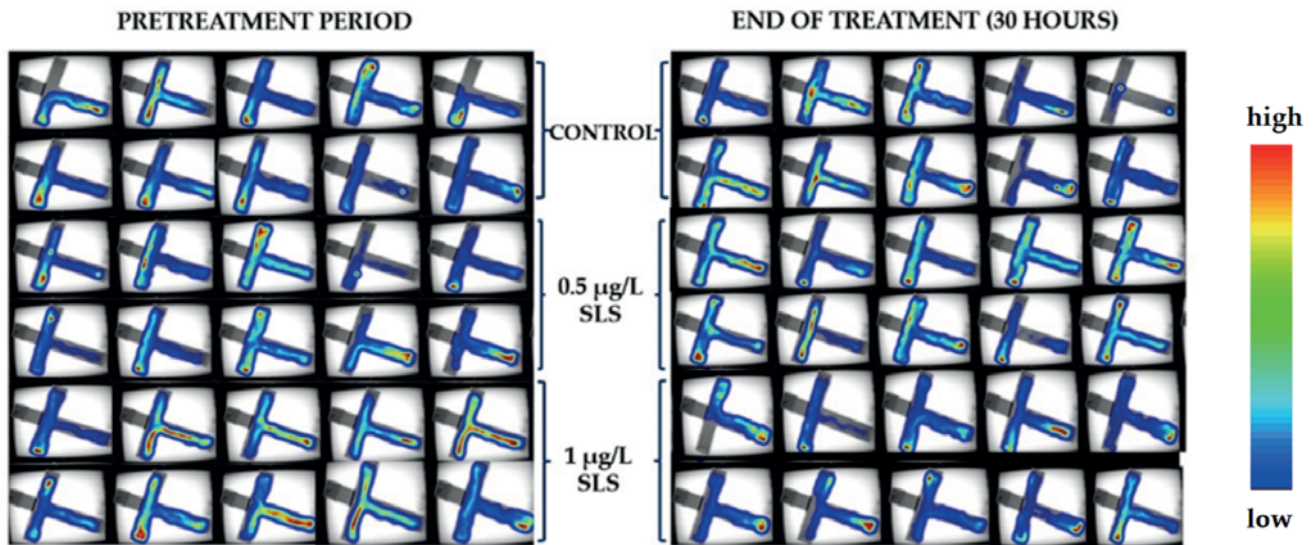 PRETREATMENT PERIOD
END OF TREATMENT (30 HOURS)
CONTROL
0.5 µg/L
SLS
1 µg/L
SLS
high
low